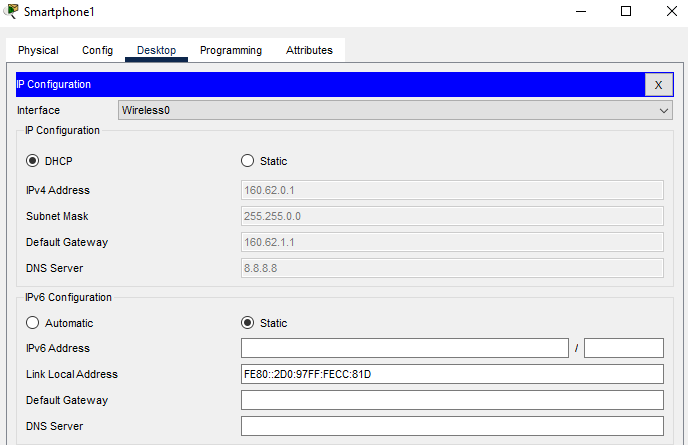 Smartphone1
Physical Config Desktop Programming Attributes
IP Configuration X
Interface Wireless0
IP Configuration
DHCP Static
IPv4 Address 160.62.0.1
Subnet Mask 255.255.0.0
Default Gateway 160.62.1.1
DNS Server 8.8.8.8
IPv6 Configuration
Automatic Static
IPv6 Address /
Link Local Address FE80::2D0:97FF:FECC:81D
Default Gateway
DNS Server